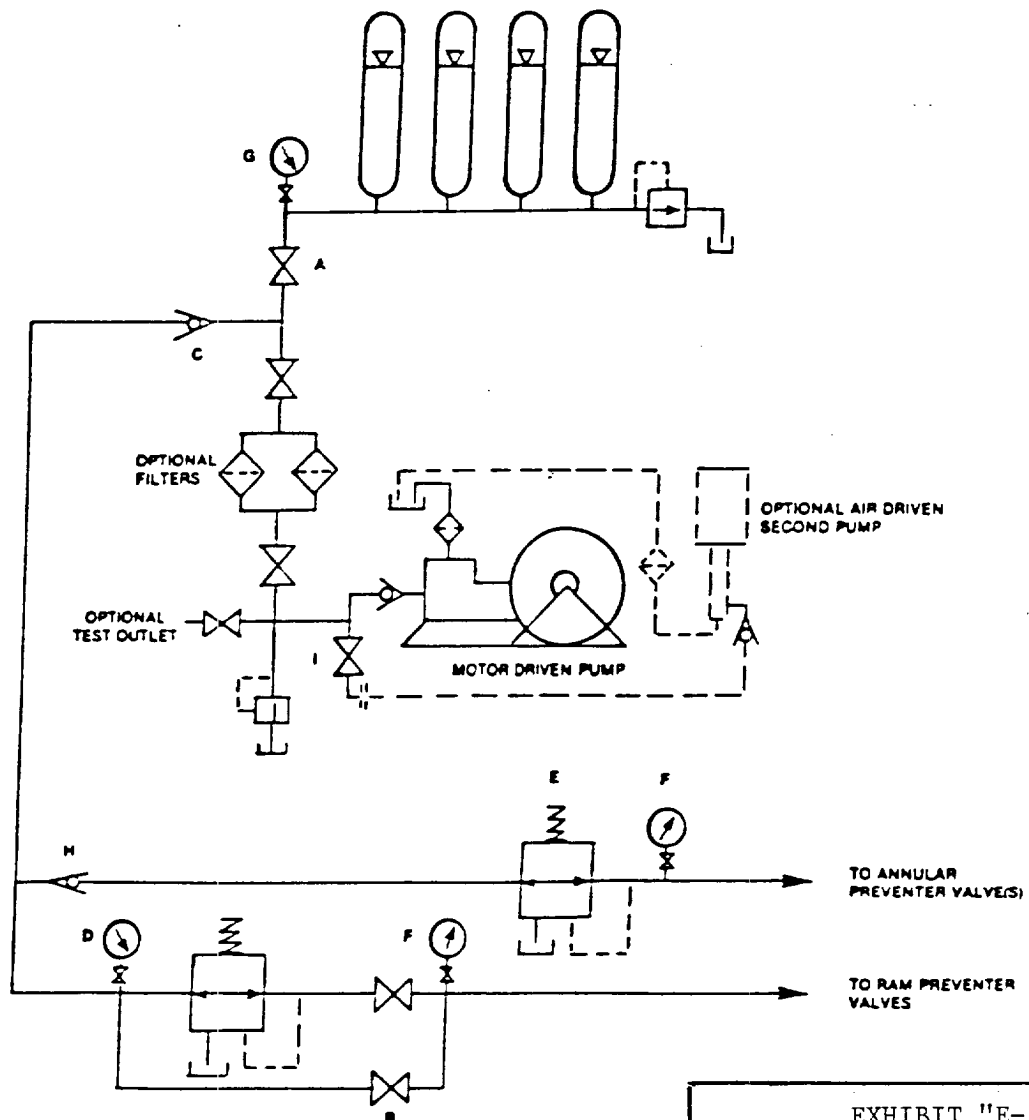 G
A
C
OPTIONAL
FILTERS
OPTIONAL AIR DRIVEN
SECOND PUMP
OPTIONAL
TEST OUTLET
I
MOTOR DRIVEN PUMP
E
F
H
TO ANNULAR
PREVENTER VALVE(S)
D
F
TO RAM PREVENTER
VALVES